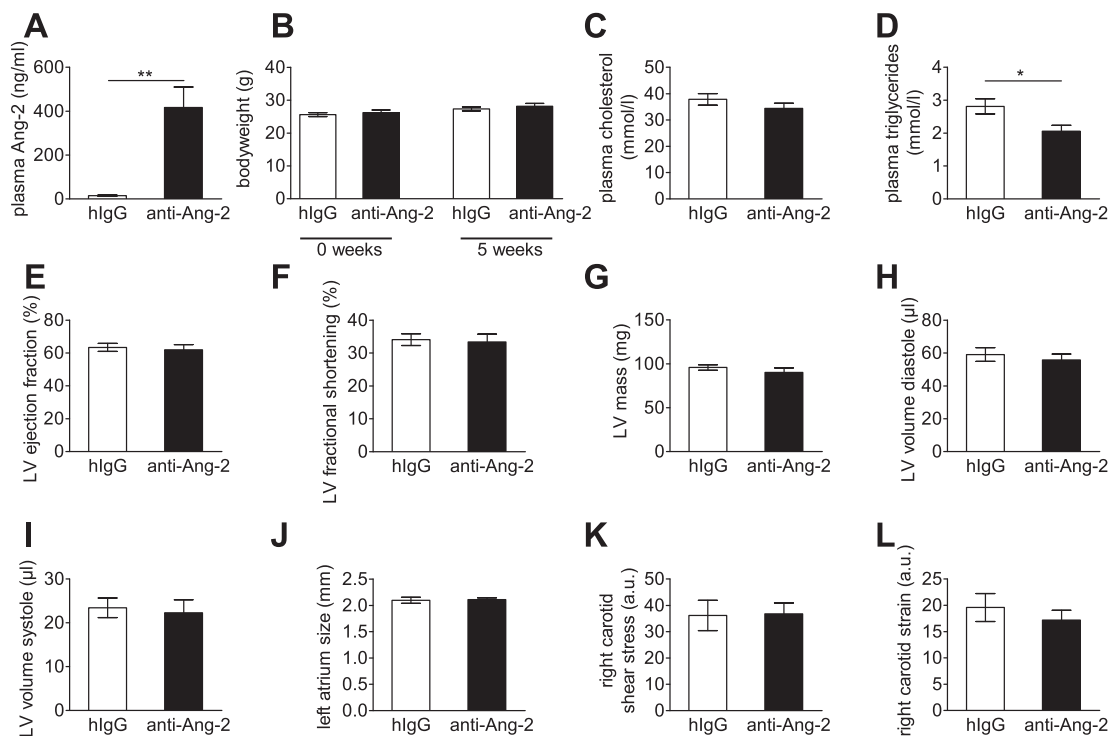 A
plasma Ang-2 (ng/ml)
600
400
200
0
**
hIgG anti-Ang-2
B
bodyweight (g)
40
30
20
10
0
hIgG anti-Ang-2 hIgG anti-Ang-2
0 weeks 5 weeks
C
plasma cholesterol
(mmol/l)
50
40
30
20
10
0
hIgG anti-Ang-2
D
plasma triglycerides
(mmol/l)
4
3
2
1
0
*
hIgG anti-Ang-2
E
LV ejection fraction (%)
80
60
40
20
0
hIgG anti-Ang-2
F
LV fractional shortening (%)
40
30
20
10
0
hIgG anti-Ang-2
G
LV mass (mg)
150
100
50
0
hIgG anti-Ang-2
H
LV volume diastole (µl)
80
60
40
20
0
hIgG anti-Ang-2
I
LV volume systole (µl)
30
20
10
0
hIgG anti-Ang-2
J
left atrium size (mm)
2.5
2.0
1.5
1.0
0.5
0.0
hIgG anti-Ang-2
K
right carotid
shear stress (a.u.)
50
40
30
20
10
0
hIgG anti-Ang-2
L
right carotid strain (a.u.)
25
20
15
10
5
0
hIgG anti-Ang-2